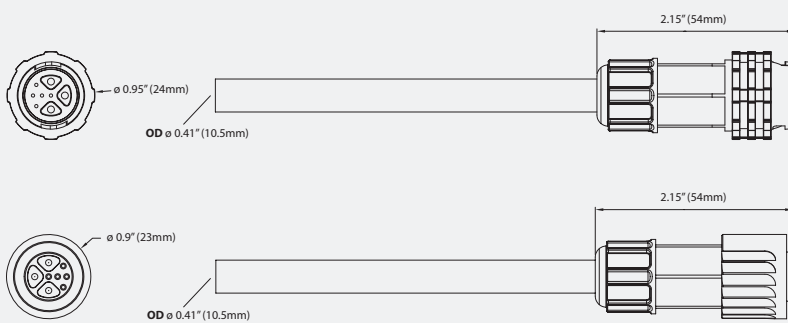 2.15" (54mm)
ø 0.95" (24mm)
OD ø 0.41" (10.5mm)
2.15" (54mm)
ø 0.9" (23mm)
OD ø 0.41" (10.5mm)